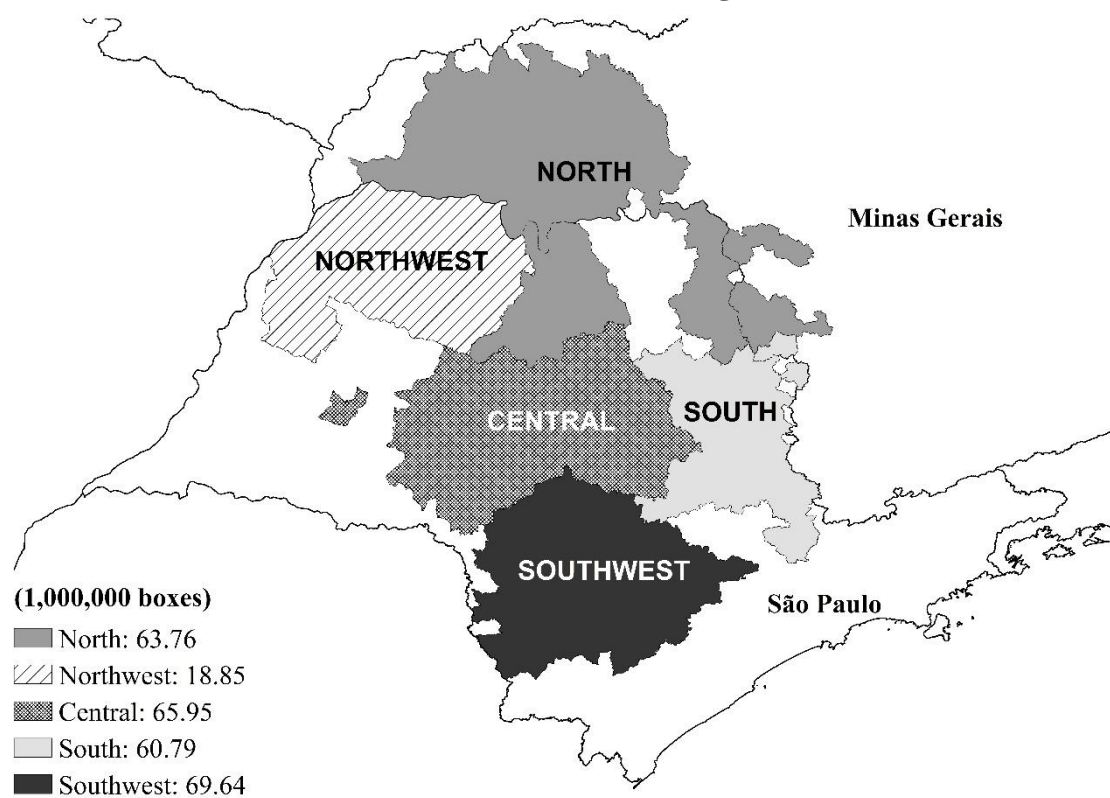 NORTH
Minas Gerais
NORTHWEST
CENTRAL
SOUTH
SOUTHWEST
São Paulo
(1,000,000 boxes)
North: 63.76
Northwest: 18.85
Central: 65.95
South: 60.79
Southwest: 69.64